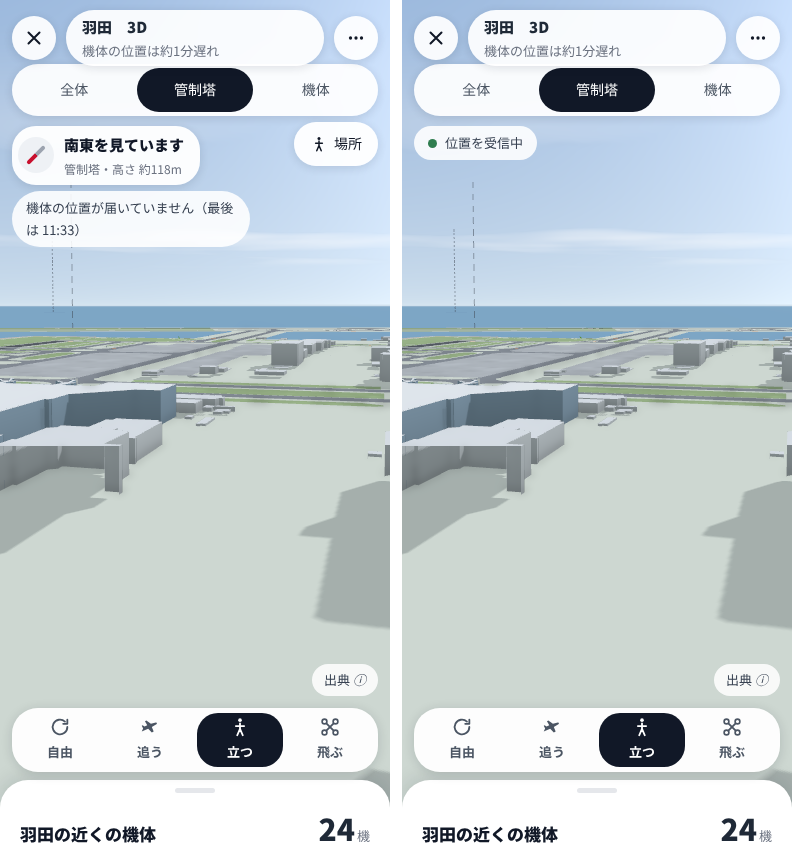 羽田　3D
機体の位置は約1分遅れ
全体
管制塔
機体
南東を見ています
管制塔・高さ 約118m
場所
機体の位置が届いていません（最後
は 11:33）
出典 ⓘ
自由
追う
立つ
飛ぶ
羽田の近くの機体
24機
羽田　3D
機体の位置は約1分遅れ
全体
管制塔
機体
位置を受信中
出典 ⓘ
自由
追う
立つ
飛ぶ
羽田の近くの機体
24機